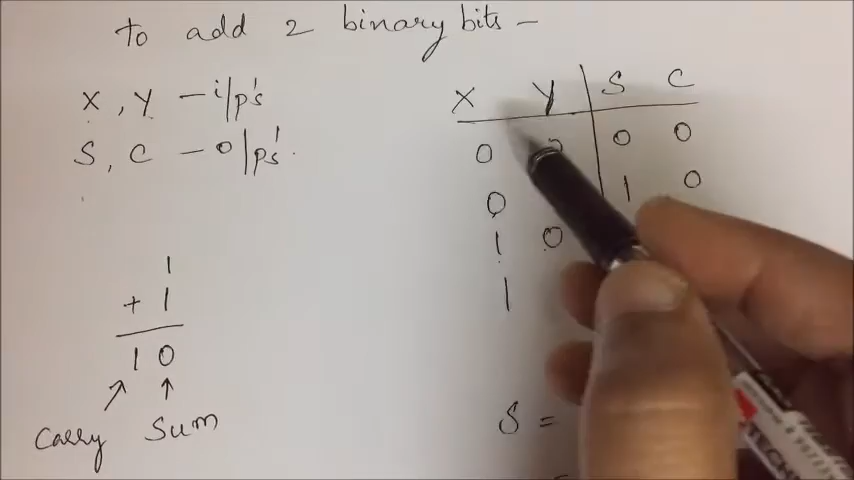 To add 2 binary bits -
X, Y - i/p's
S, C - o/p's
X Y S C
0 0 0
0 1 0
1 0
1
1
+ 1
1 0
Carry Sum
S =
=
TECH